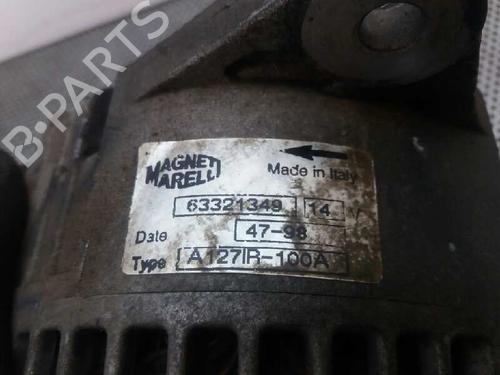 B-PARTS
MAGNETI
MARELLI
Made in Italy
63321349 14 V
Date 47-98
Type A127IR-100A